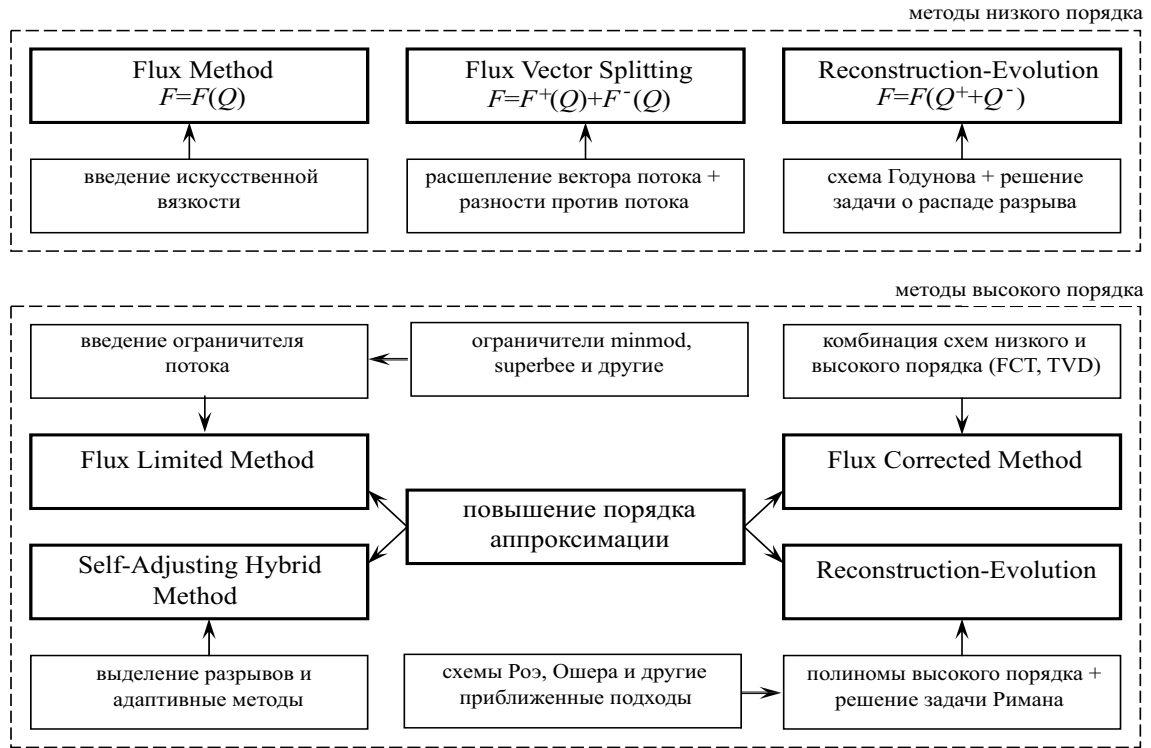 методы низкого порядка
Flux Method
F=F(Q)
Flux Vector Splitting
F=F⁺(Q)+F⁻(Q)
Reconstruction-Evolution
F=F(Q⁺+Q⁻)
введение искусственной
вязкости
расшепление вектора потока +
разности против потока
схема Годунова + решение
задачи о распаде разрыва
методы высокого порядка
введение ограничителя
потока
ограничители minmod,
superbee и другие
комбинация схем низкого и
высокого порядка (FCT, TVD)
Flux Limited Method
Flux Corrected Method
повышение порядка
аппроксимации
Self-Adjusting Hybrid
Method
Reconstruction-Evolution
выделение разрывов и
адаптивные методы
схемы Роэ, Ошера и другие
приближенные подходы
полиномы высокого порядка +
решение задачи Римана